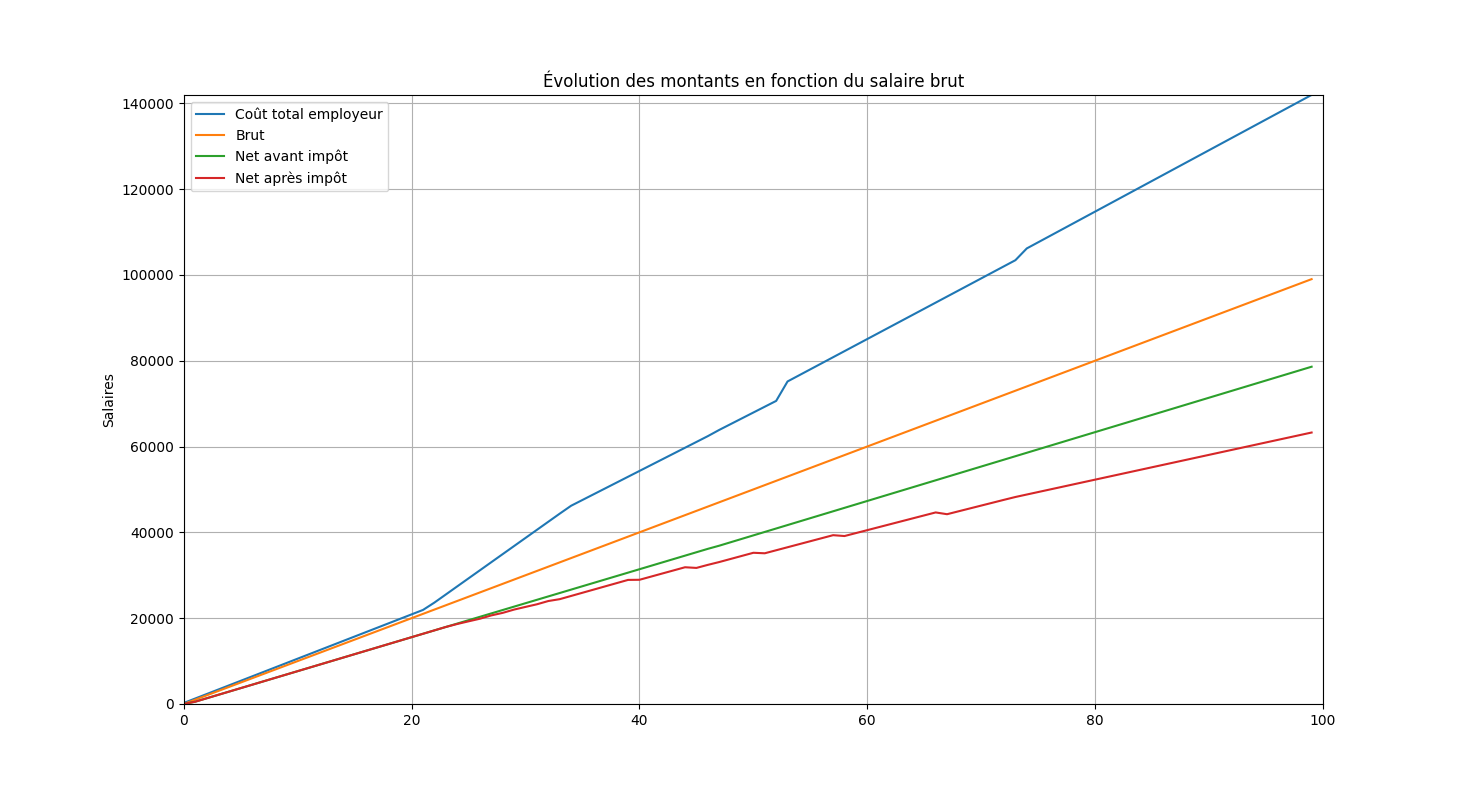 Évolution des montants en fonction du salaire brut
Coût total employeur
Brut
Net avant impôt
Net après impôt
140000
120000
100000
80000
60000
40000
20000
0
Salaires
0 20 40 60 80 100